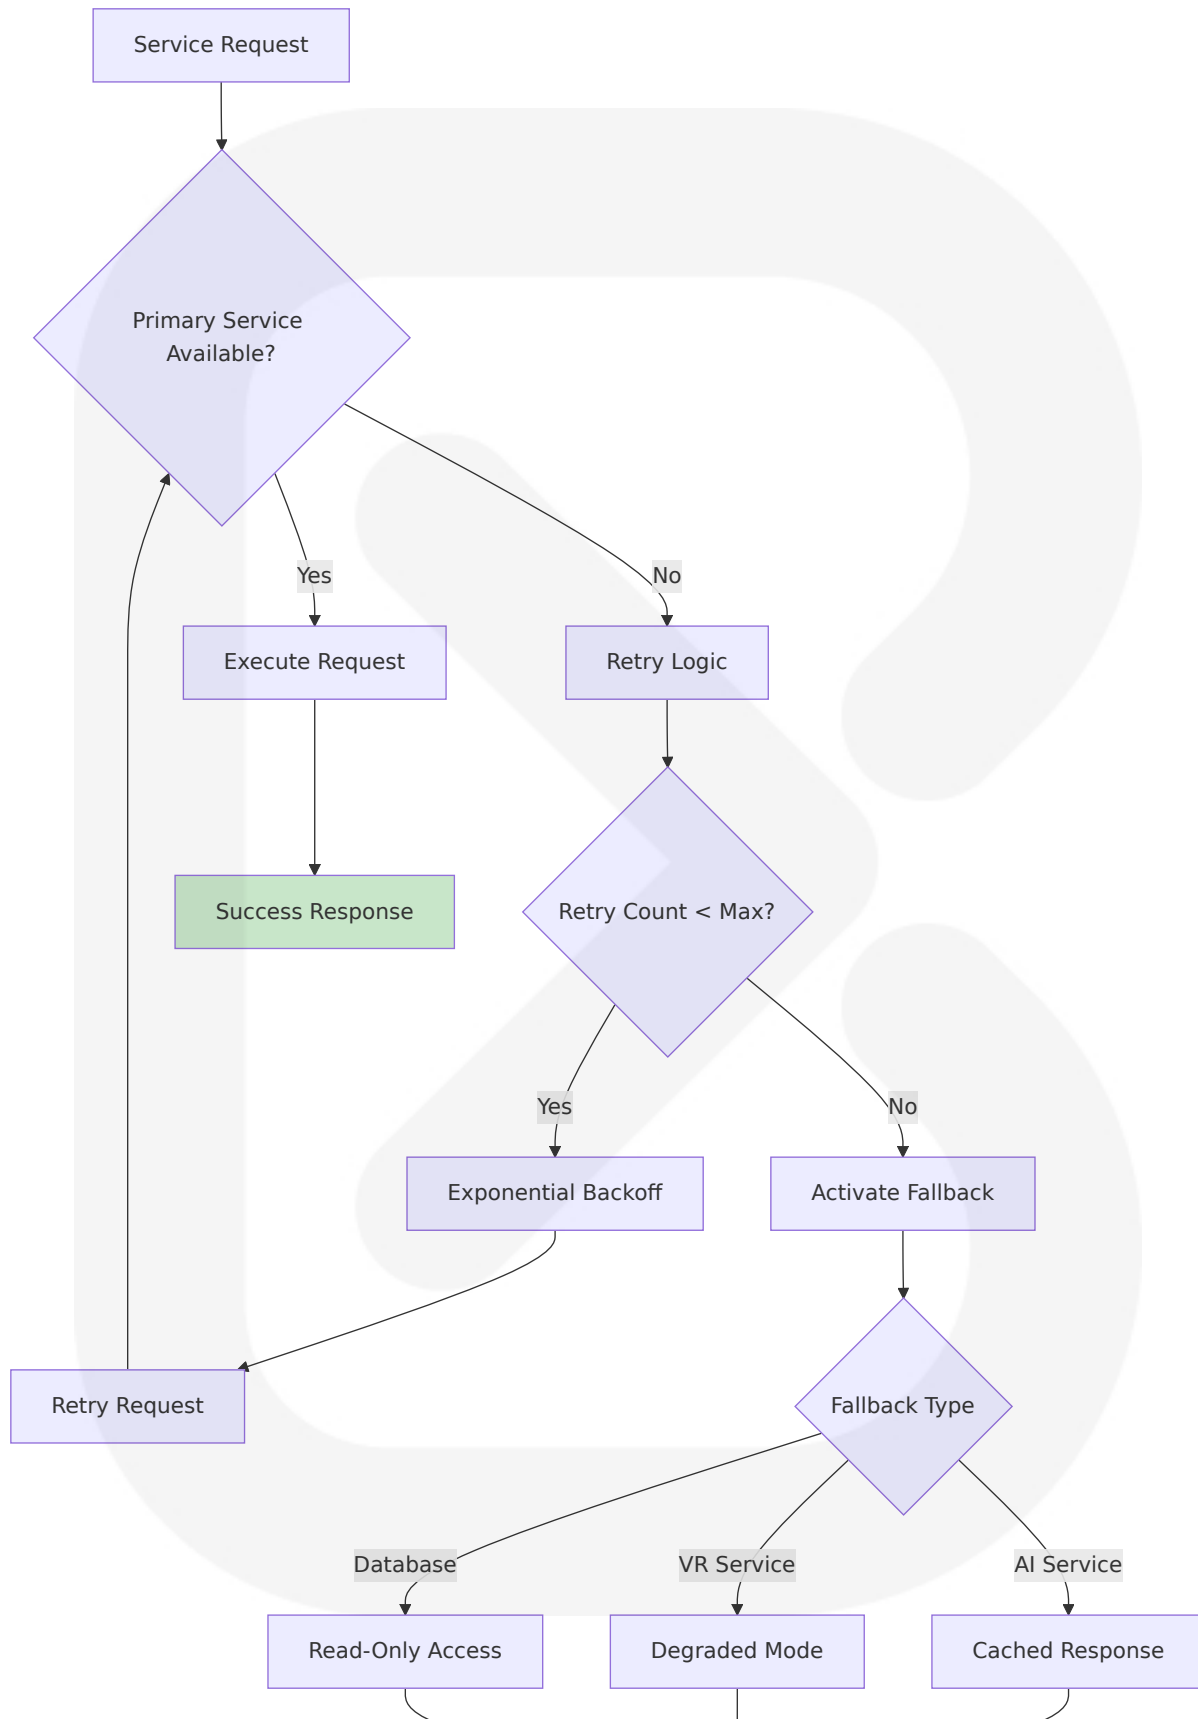 Service Request
Primary Service
Available?
Yes
No
Execute Request
Retry Logic
Success Response
Retry Count < Max?
Yes
No
Exponential Backoff
Activate Fallback
Retry Request
Fallback Type
Database
VR Service
AI Service
Read-Only Access
Degraded Mode
Cached Response